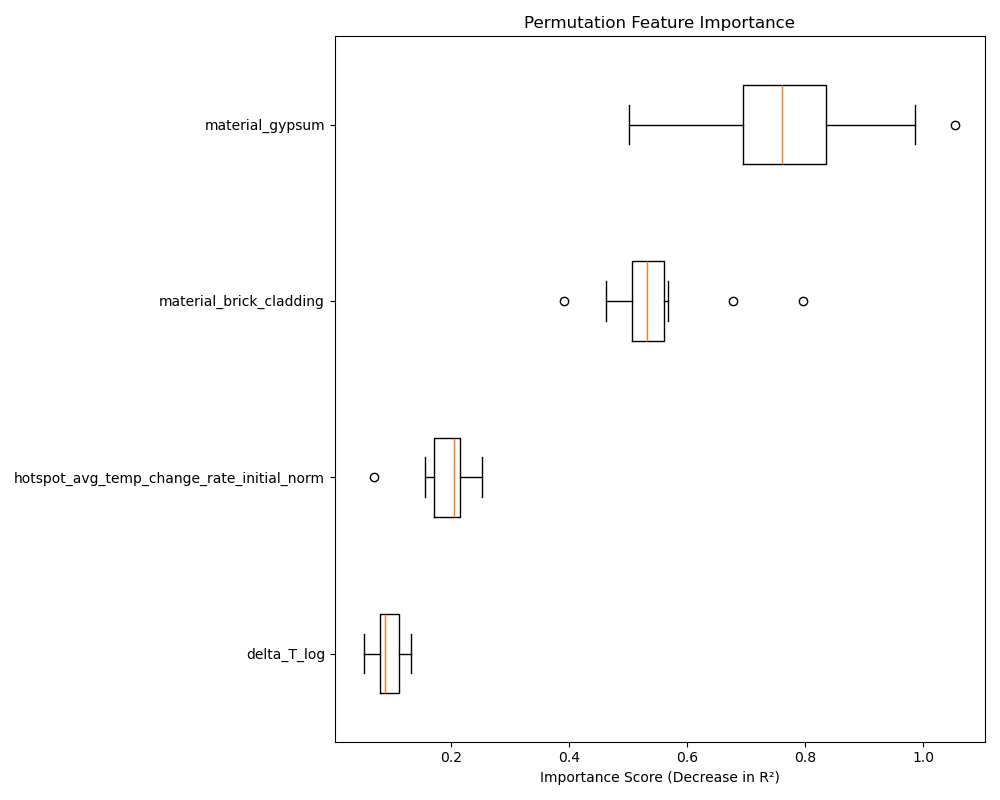 Permutation Feature Importance
material_gypsum
material_brick_cladding
hotspot_avg_temp_change_rate_initial_norm
delta_T_log
0.2 0.4 0.6 0.8 1.0
Importance Score (Decrease in R²)